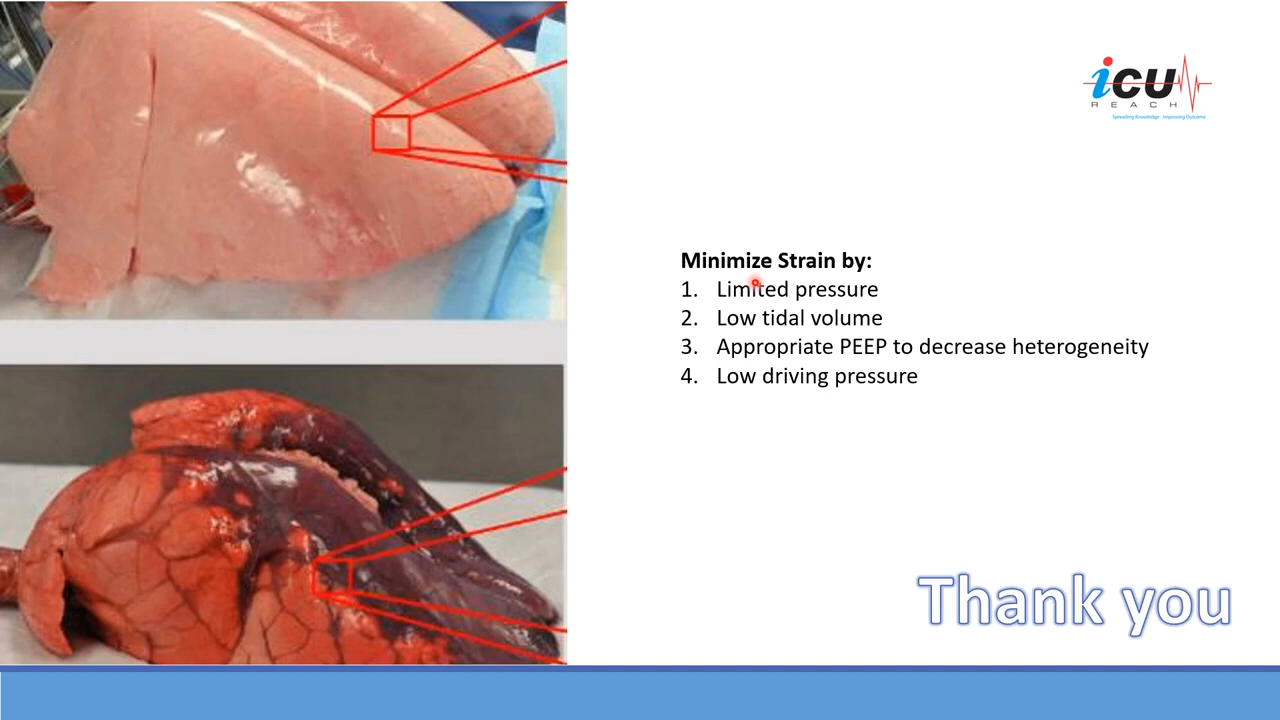 icu
REACH
Spreading Knowledge · Improving Outcome
Minimize Strain by:
1. Limited pressure
2. Low tidal volume
3. Appropriate PEEP to decrease heterogeneity
4. Low driving pressure
Thank you